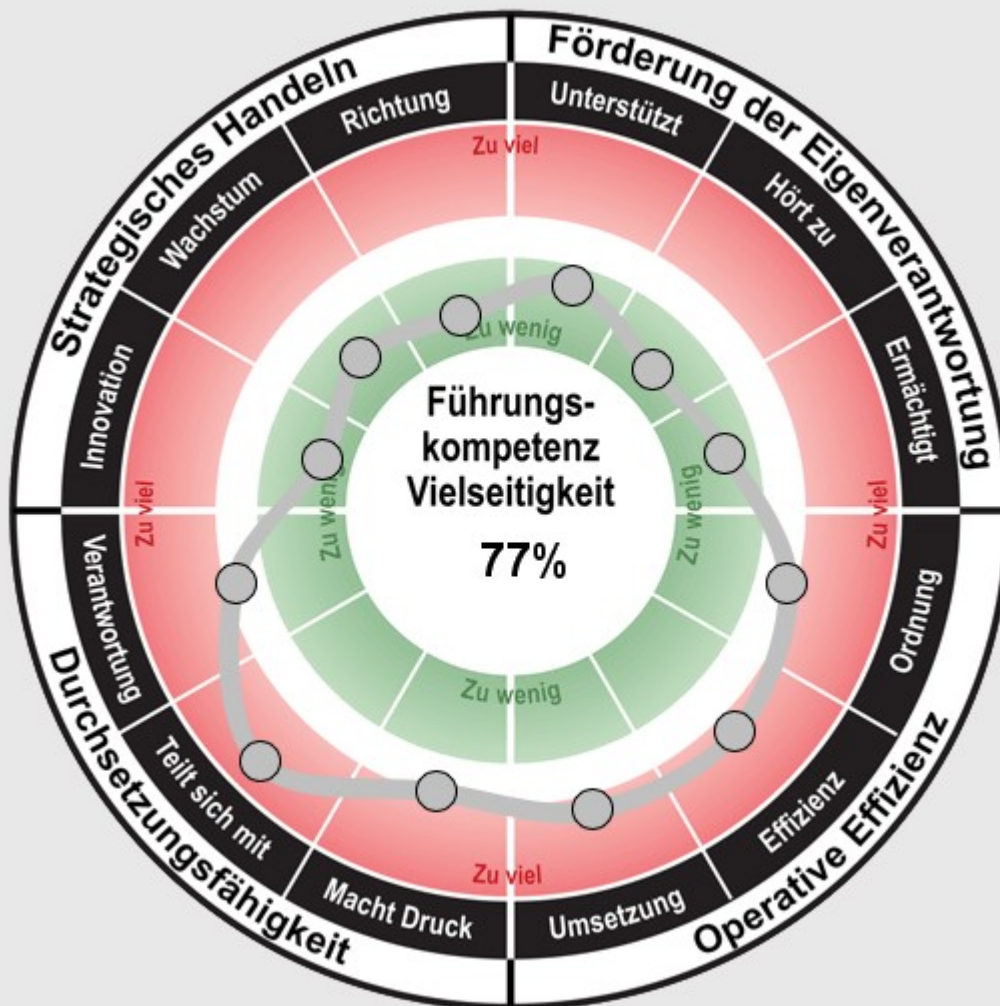 Strategisches Handeln
Förderung der Eigenverantwortung
Richtung
Unterstützt
Wachstum
Hört zu
Innovation
Ermächtigt
Zu viel
Zu wenig
Führungs-
kompetenz
Vielseitigkeit
77%
Zu viel
Zu wenig
Zu wenig
Zu viel
Verantwortung
Ordnung
Zu wenig
Teilt sich mit
Effizienz
Zu viel
Macht Druck
Umsetzung
Durchsetzungsfähigkeit
Operative Effizienz